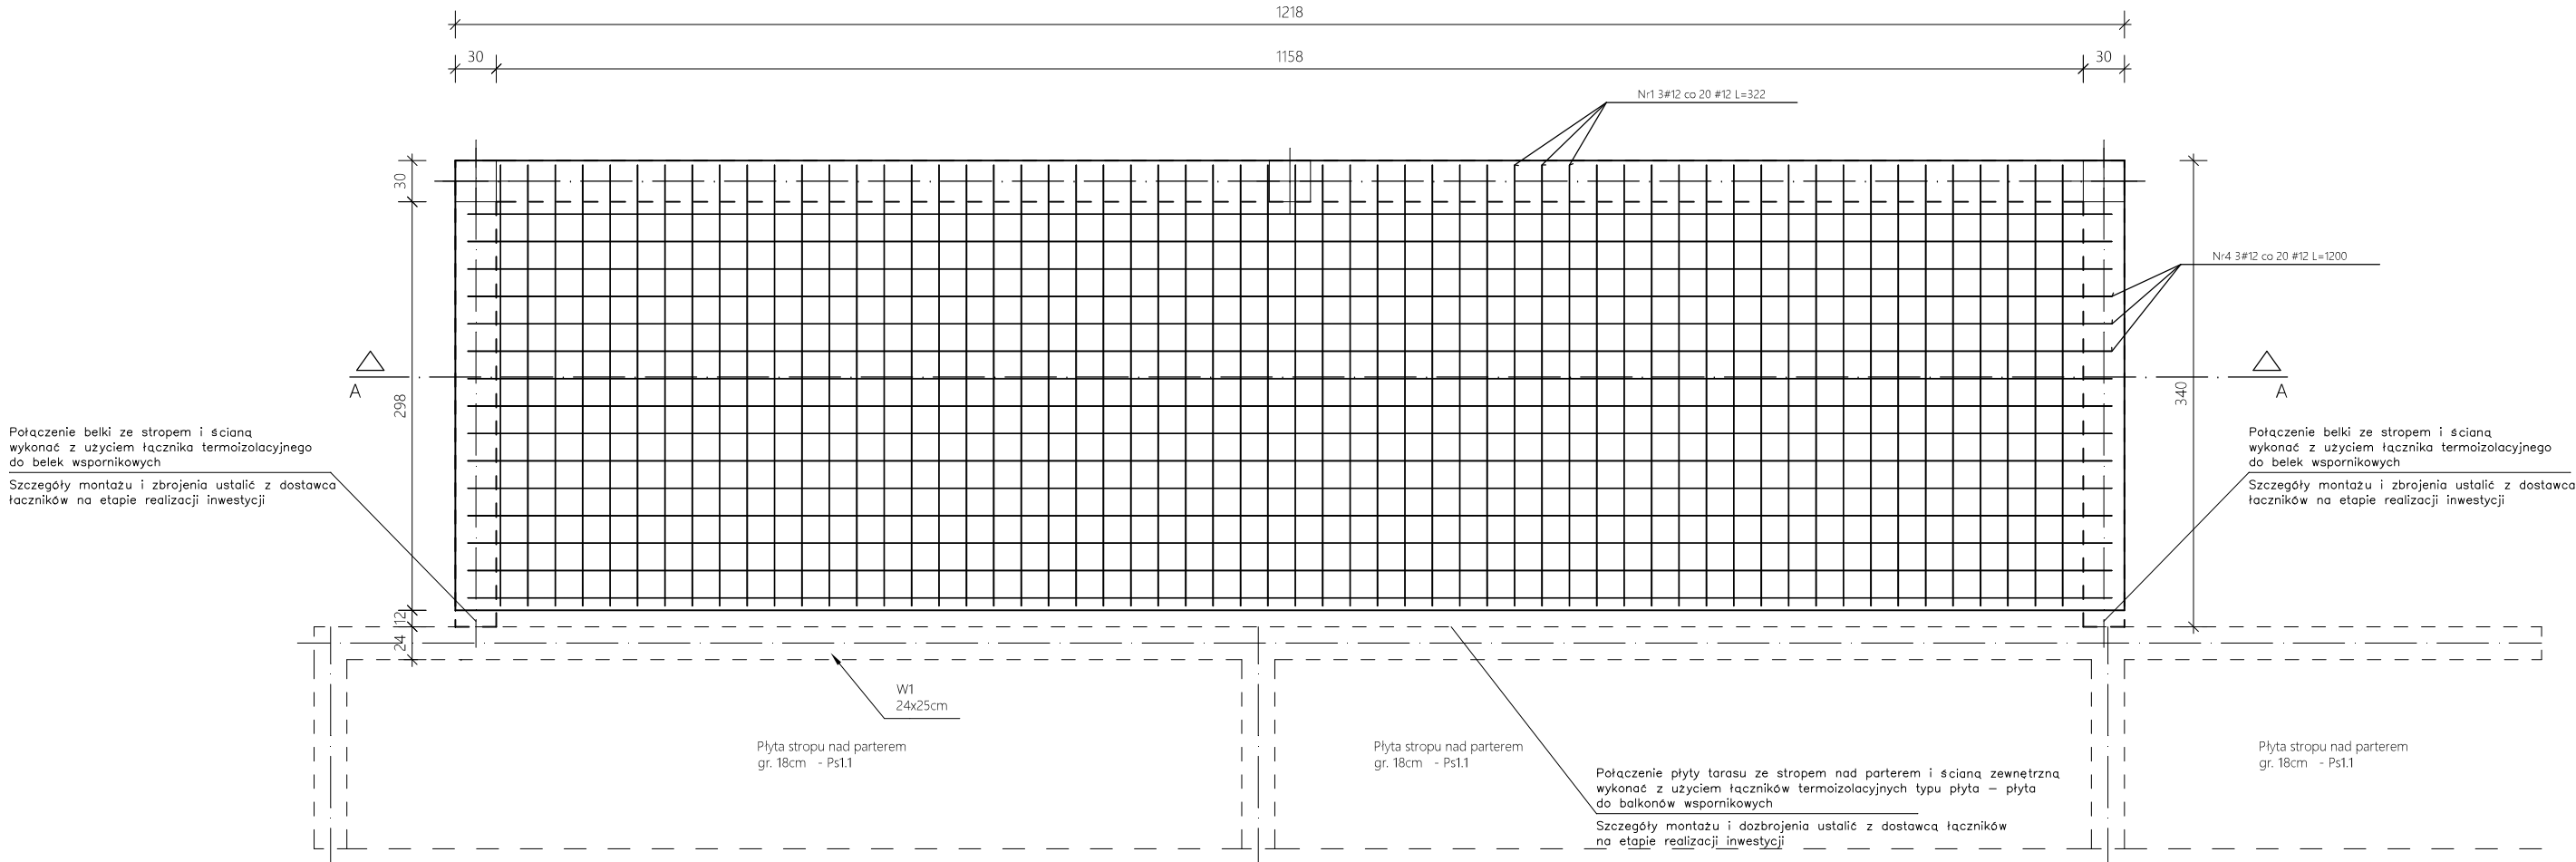 1218
30
1158
30
Nr1 3#12 co 20 #12 L=322
30
Nr4 3#12 co 20 #12 L=1200
A
298
340
A
Połączenie belki ze stropem i ścianą
wykonać z użyciem łącznika termoizolacyjnego
do belek wspornikowych
Szczegóły montażu i zbrojenia ustalić z dostawca
łaczników na etapie realizacji inwestycji
Połączenie belki ze stropem i ścianą
wykonać z użyciem łącznika termoizolacyjnego
do belek wspornikowych
Szczegóły montażu i zbrojenia ustalić z dostawca
łaczników na etapie realizacji inwestycji
12
24
W1
24x25cm
Płyta stropu nad parterem
gr. 18cm - Ps1.1
Płyta stropu nad parterem
gr. 18cm - Ps1.1
Płyta stropu nad parterem
gr. 18cm - Ps1.1
Połączenie płyty tarasu ze stropem nad parterem i ścianą zewnętrzną
wykonać z użyciem łączników termoizolacyjnych typu płyta – płyta
do balkonów wspornikowych
Szczegóły montażu i dozbrojenia ustalić z dostawcą łączników
na etapie realizacji inwestycji